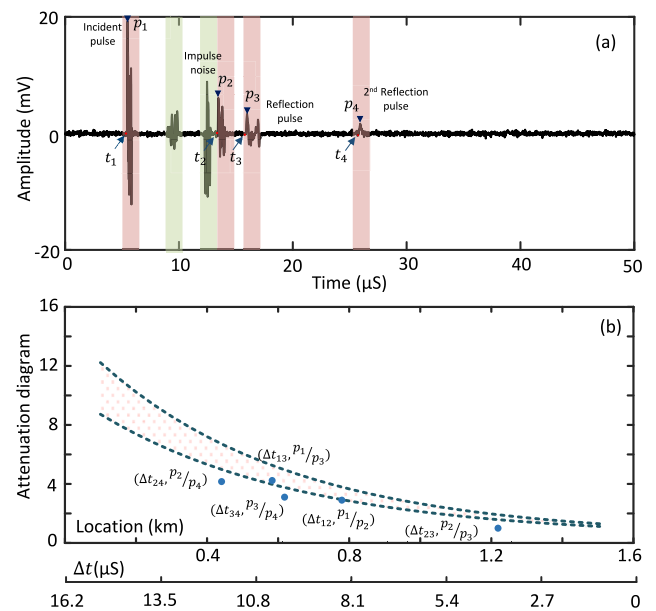 20
Incident
pulse
p₁
(a)
Amplitude (mV)
Impulse
noise
p₂
p₃
Reflection
pulse
2nd Reflection
pulse
p₄
0
t₁
t₂
t₃
t₄
-20
0
10
20
30
40
50
Time (µS)
16
(b)
Attenuation diagram
12
8
(Δt₁₃, p₁/p₃)
(Δt₂₄, p₂/p₄)
4
(Δt₃₄, p₃/p₄)
(Δt₁₂, p₁/p₂)
(Δt₂₃, p₂/p₃)
Location (km)
0
0.4
0.8
1.2
1.6
Δt(µS)
16.2
13.5
10.8
8.1
5.4
2.7
0